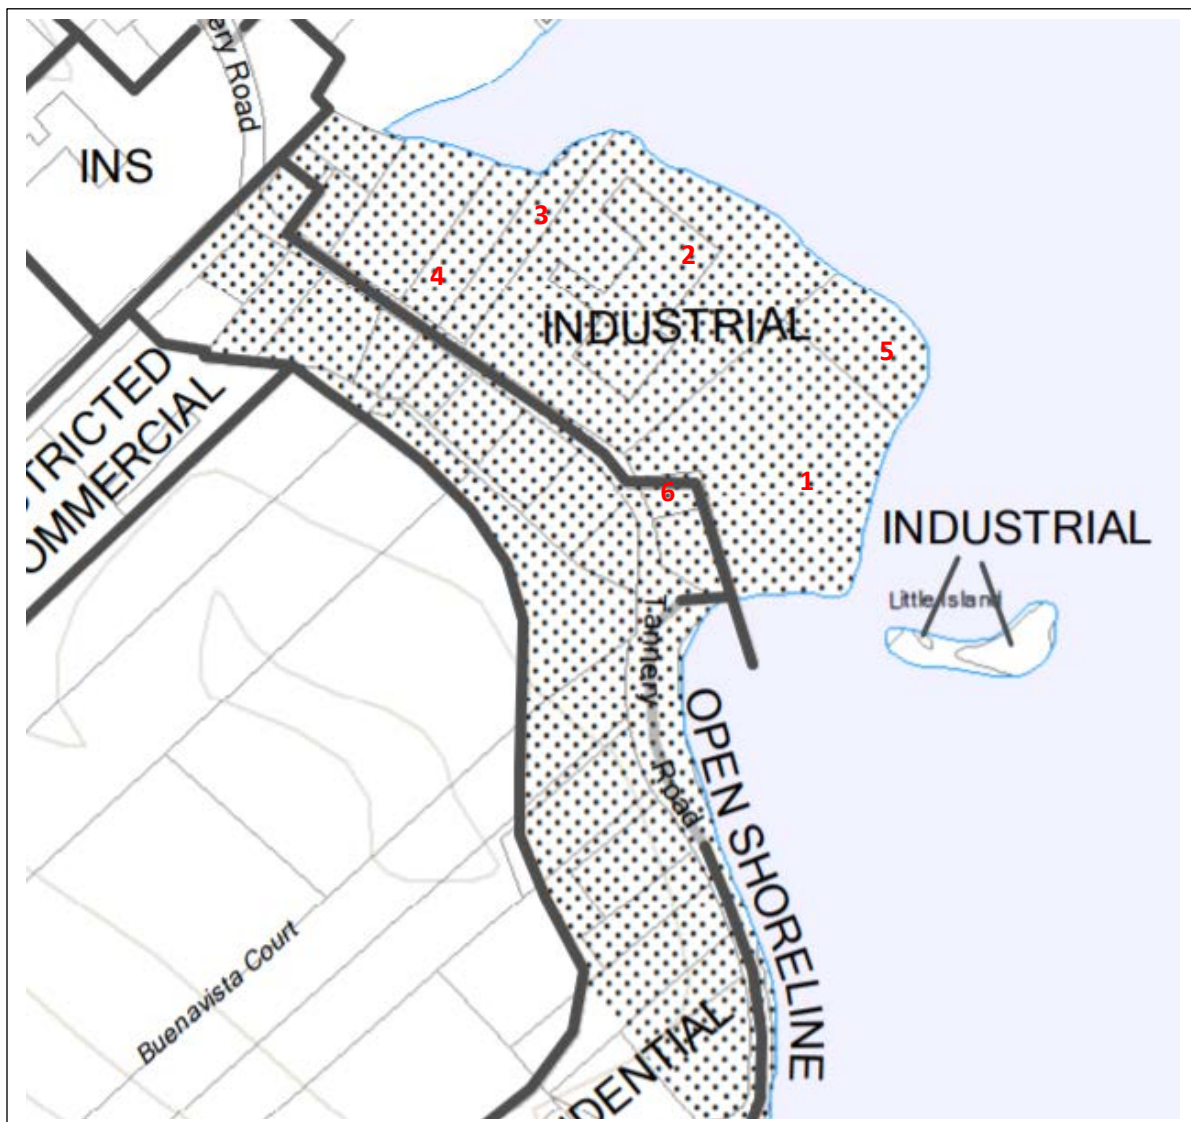 ery Road
INS
3
2
4
INDUSTRIAL
5
TRICTED
OMMERCIAL
1
6
INDUSTRIAL
Little Island
Tannery
Road
OPEN SHORELINE
Buenavista Court
DENTIAL